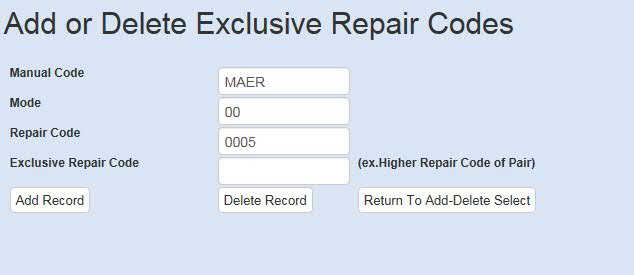 Add or Delete Exclusive Repair Codes
Manual Code MAER
Mode 00
Repair Code 0005
Exclusive Repair Code (ex.Higher Repair Code of Pair)
Add Record Delete Record Return To Add-Delete Select